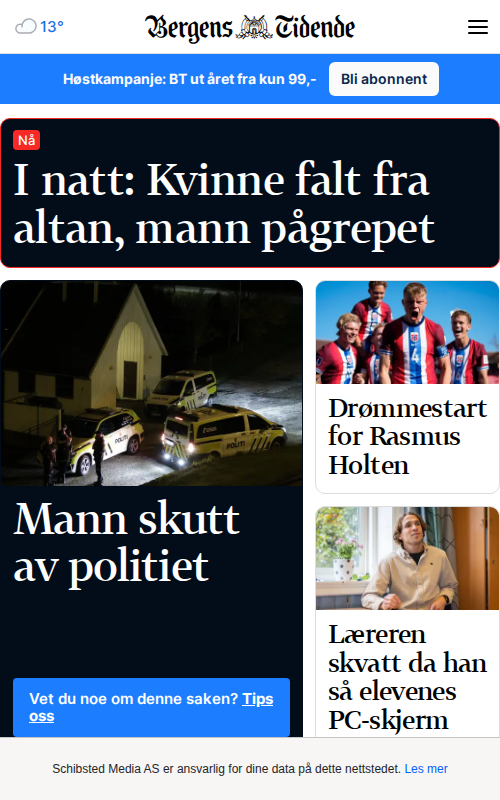 13°
Bergens Tidende
Høstkampanje: BT ut året fra kun 99,-
Bli abonnent
Nå
I natt: Kvinne falt fra
altan, mann pågrepet
POLITI
POLITI
Mann skutt
av politiet
Vet du noe om denne saken? Tips
oss
4
Drømmestart
for Rasmus
Holten
Læreren
skvatt da han
så elevenes
PC-skjerm
Schibsted Media AS er ansvarlig for dine data på dette nettstedet. Les mer